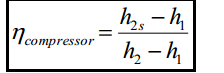 η_compressor = (h_2s − h_1) / (h_2 − h_1)